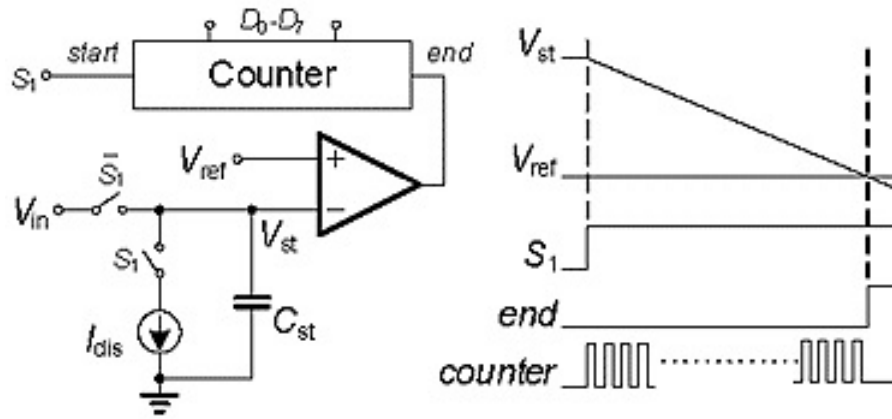 D0-D7
start
end
S1
Counter
Vref
+
S̅1
Vin
−
Vst
S1
Cst
Idis
Vst
Vref
S1
end
counter